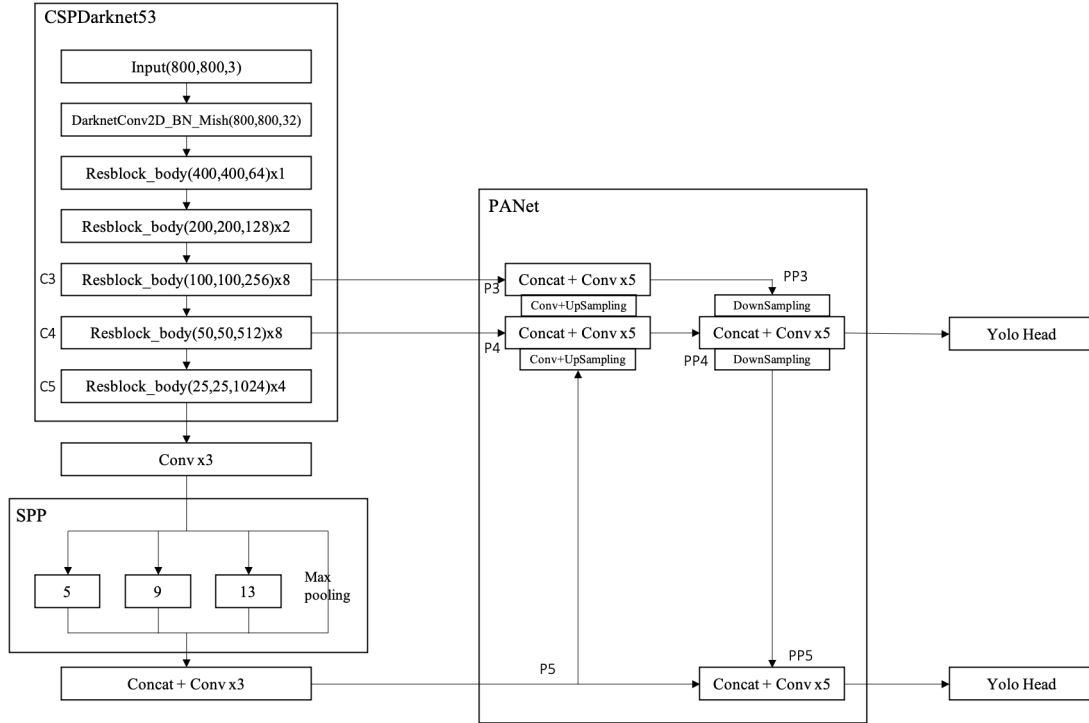 CSPDarknet53
Input(800,800,3)
DarknetConv2D_BN_Mish(800,800,32)
Resblock_body(400,400,64)x1
Resblock_body(200,200,128)x2
C3
Resblock_body(100,100,256)x8
C4
Resblock_body(50,50,512)x8
C5
Resblock_body(25,25,1024)x4
Conv x3
SPP
5
9
13
Max
pooling
Concat + Conv x3
PANet
P3
Concat + Conv x5
PP3
Conv+UpSampling
DownSampling
P4
Concat + Conv x5
Concat + Conv x5
Yolo Head
Conv+UpSampling
PP4
DownSampling
P5
PP5
Concat + Conv x5
Yolo Head